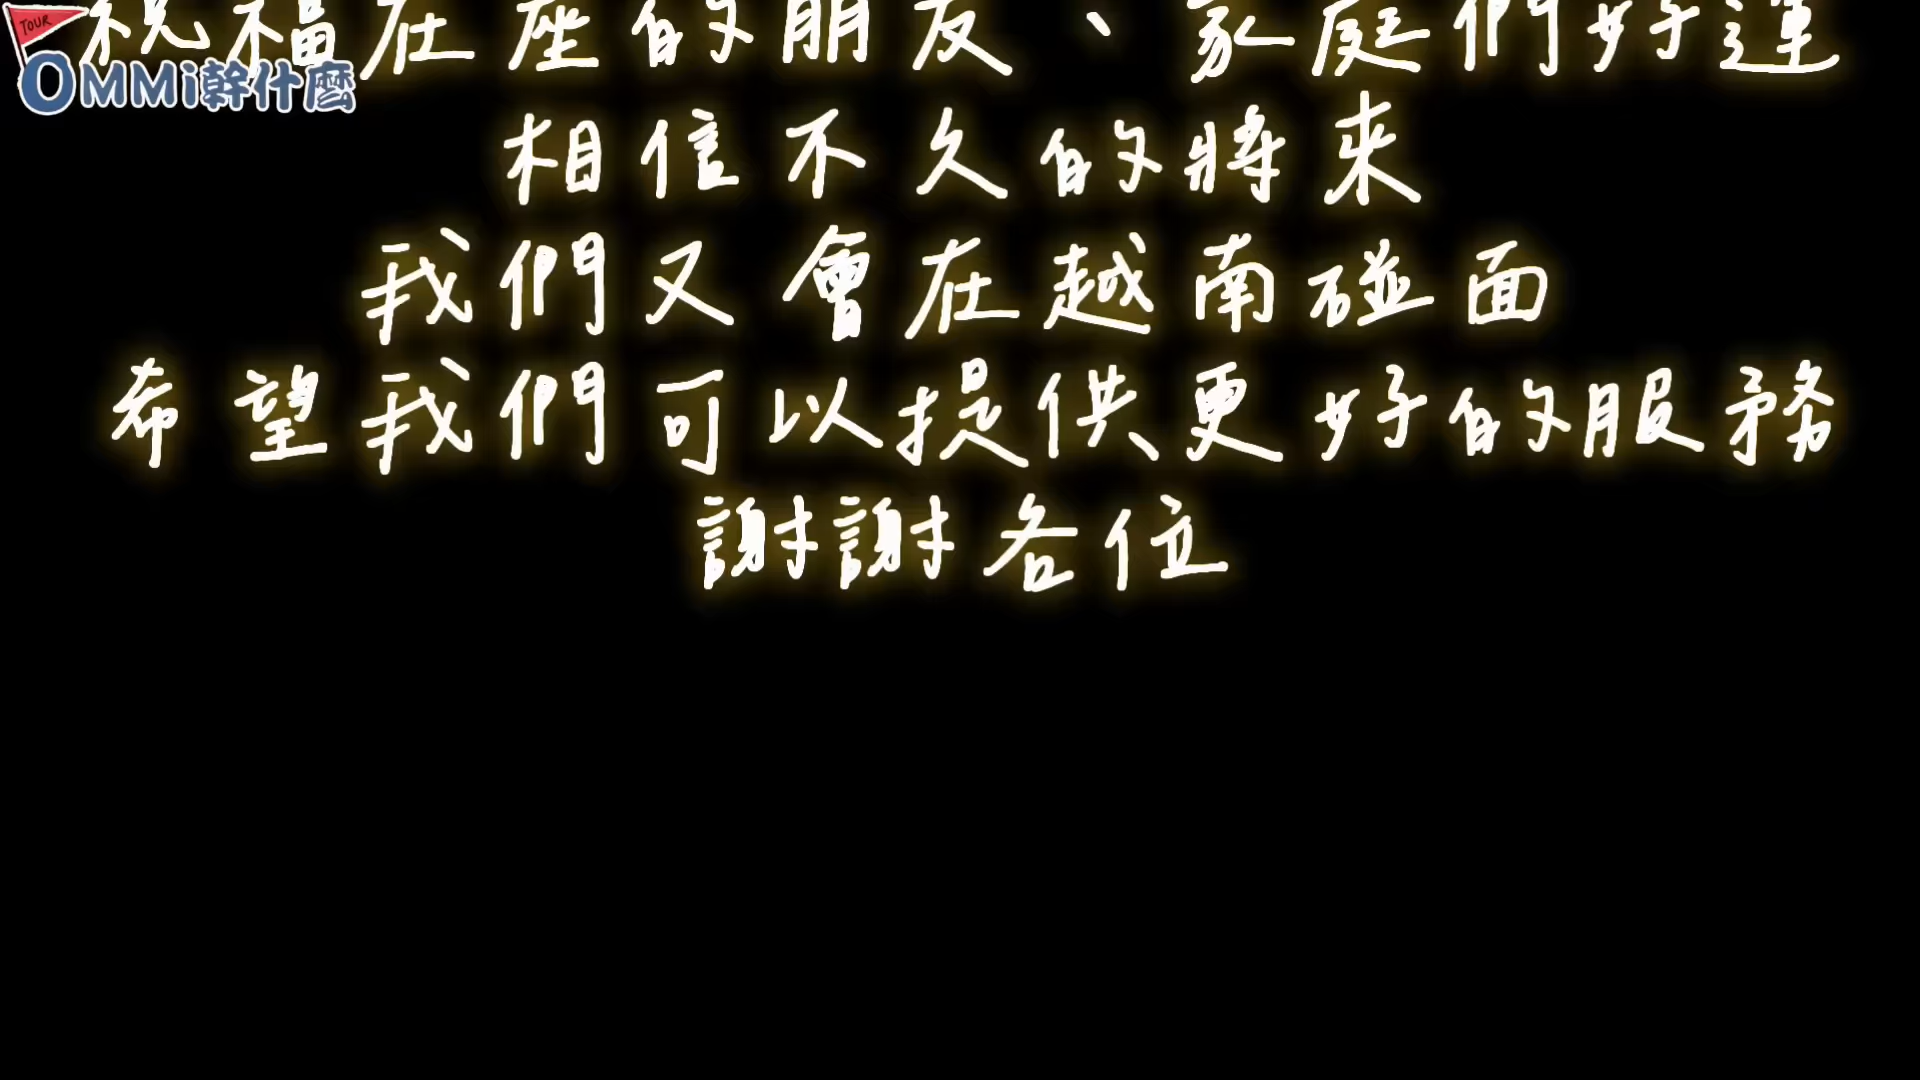 祝福在座的朋友、家庭們好運
TOUR
OMMi幹什麼
相信不久的將來
我們又會在越南碰面
希望我們可以提供更好的服務
謝謝各位